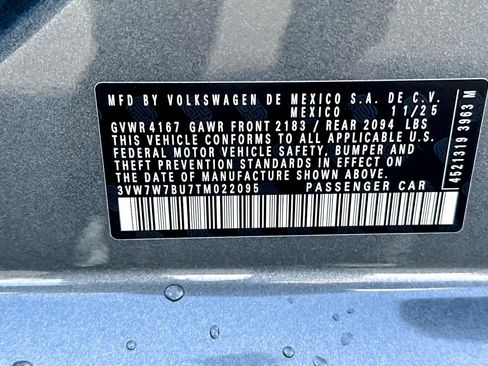 MFD BY VOLKSWAGEN DE MEXICO S.A. DE C.V.
MEXICO 11/25
GVWR 4167 GAWR FRONT 2183 / REAR 2094 LBS
THIS VEHICLE CONFORMS TO ALL APPLICABLE U.S.
FEDERAL MOTOR VEHICLE SAFETY, BUMPER AND
THEFT PREVENTION STANDARDS IN EFFECT ON
THE DATE OF MANUFACTURE SHOWN ABOVE.
3VW7W7BU7TM022095 PASSENGER CAR
4521319 3963 M